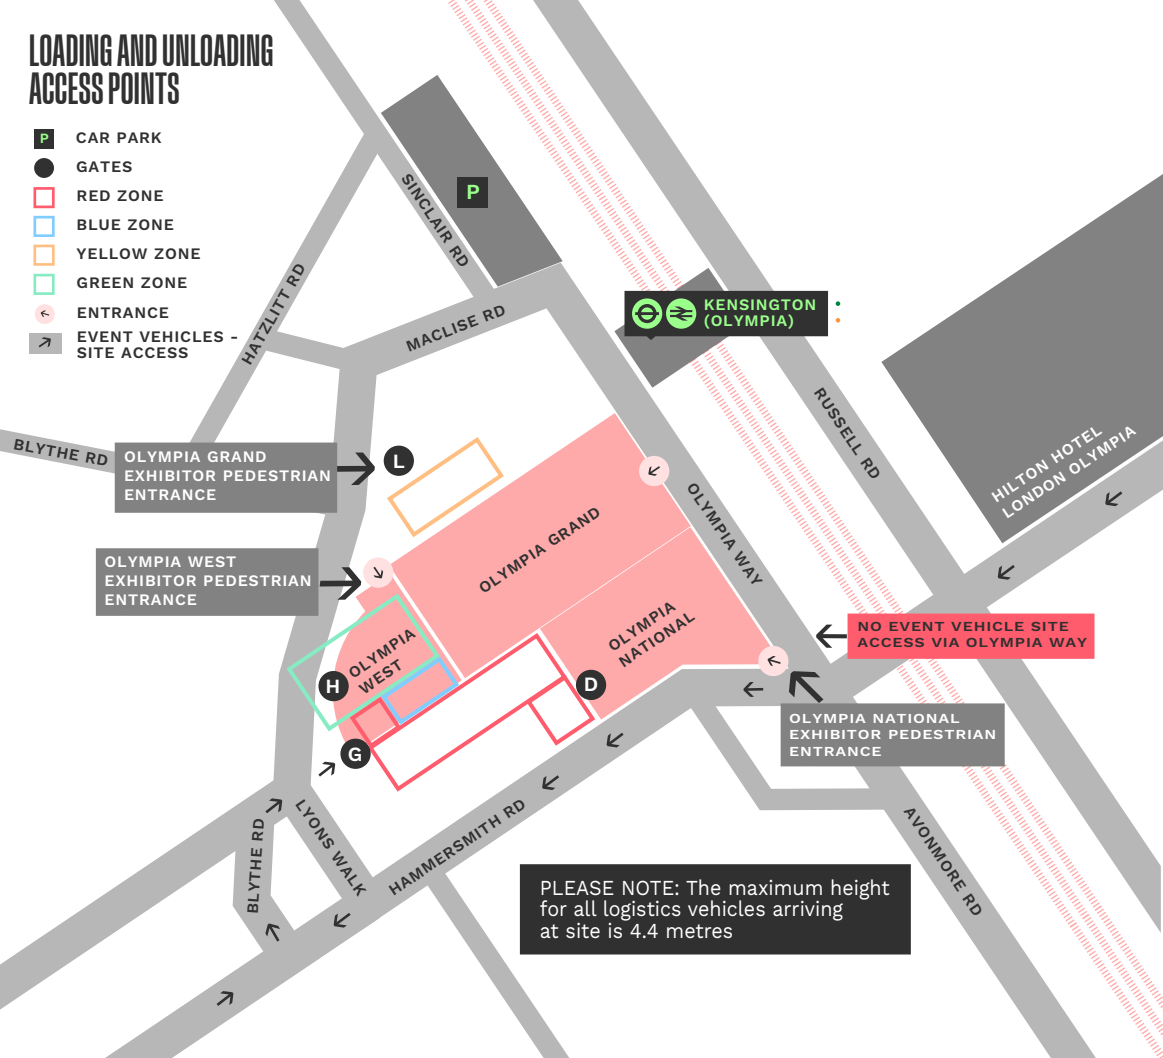 LOADING AND UNLOADING
ACCESS POINTS
P CAR PARK
GATES
RED ZONE
BLUE ZONE
YELLOW ZONE
GREEN ZONE
ENTRANCE
EVENT VEHICLES -
SITE ACCESS
P
SINCLAIR RD
HATZLITT RD
MACLISE RD
KENSINGTON
(OLYMPIA)
RUSSELL RD
HILTON HOTEL
LONDON OLYMPIA
BLYTHE RD
OLYMPIA GRAND
EXHIBITOR PEDESTRIAN
ENTRANCE
L
OLYMPIA GRAND
OLYMPIA WAY
OLYMPIA WEST
EXHIBITOR PEDESTRIAN
ENTRANCE
OLYMPIA
NATIONAL
OLYMPIA
WEST
NO EVENT VEHICLE SITE
ACCESS VIA OLYMPIA WAY
H
D
G
OLYMPIA NATIONAL
EXHIBITOR PEDESTRIAN
ENTRANCE
BLYTHE RD
LYONS WALK
HAMMERSMITH RD
AVONMORE RD
PLEASE NOTE: The maximum height
for all logistics vehicles arriving
at site is 4.4 metres